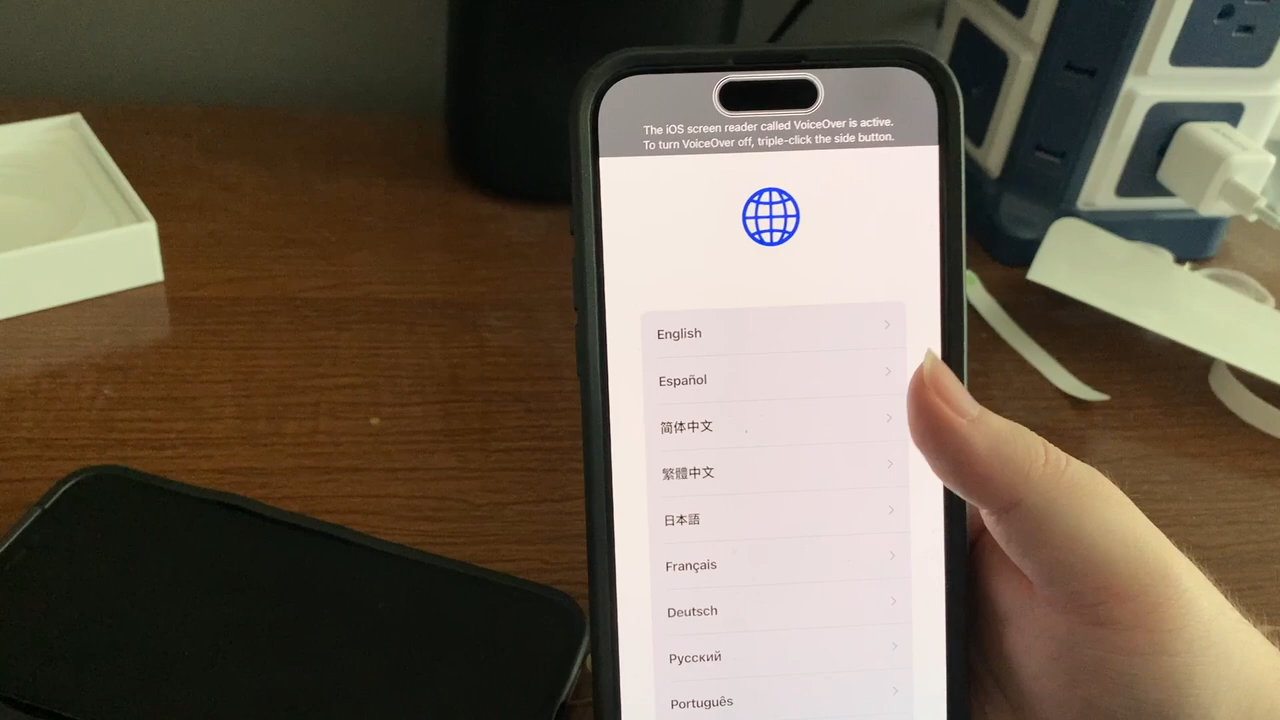 The iOS screen reader called VoiceOver is active.
To turn VoiceOver off, triple-click the side button.
English
Español
简体中文
繁體中文
日本語
Français
Deutsch
Русский
Português